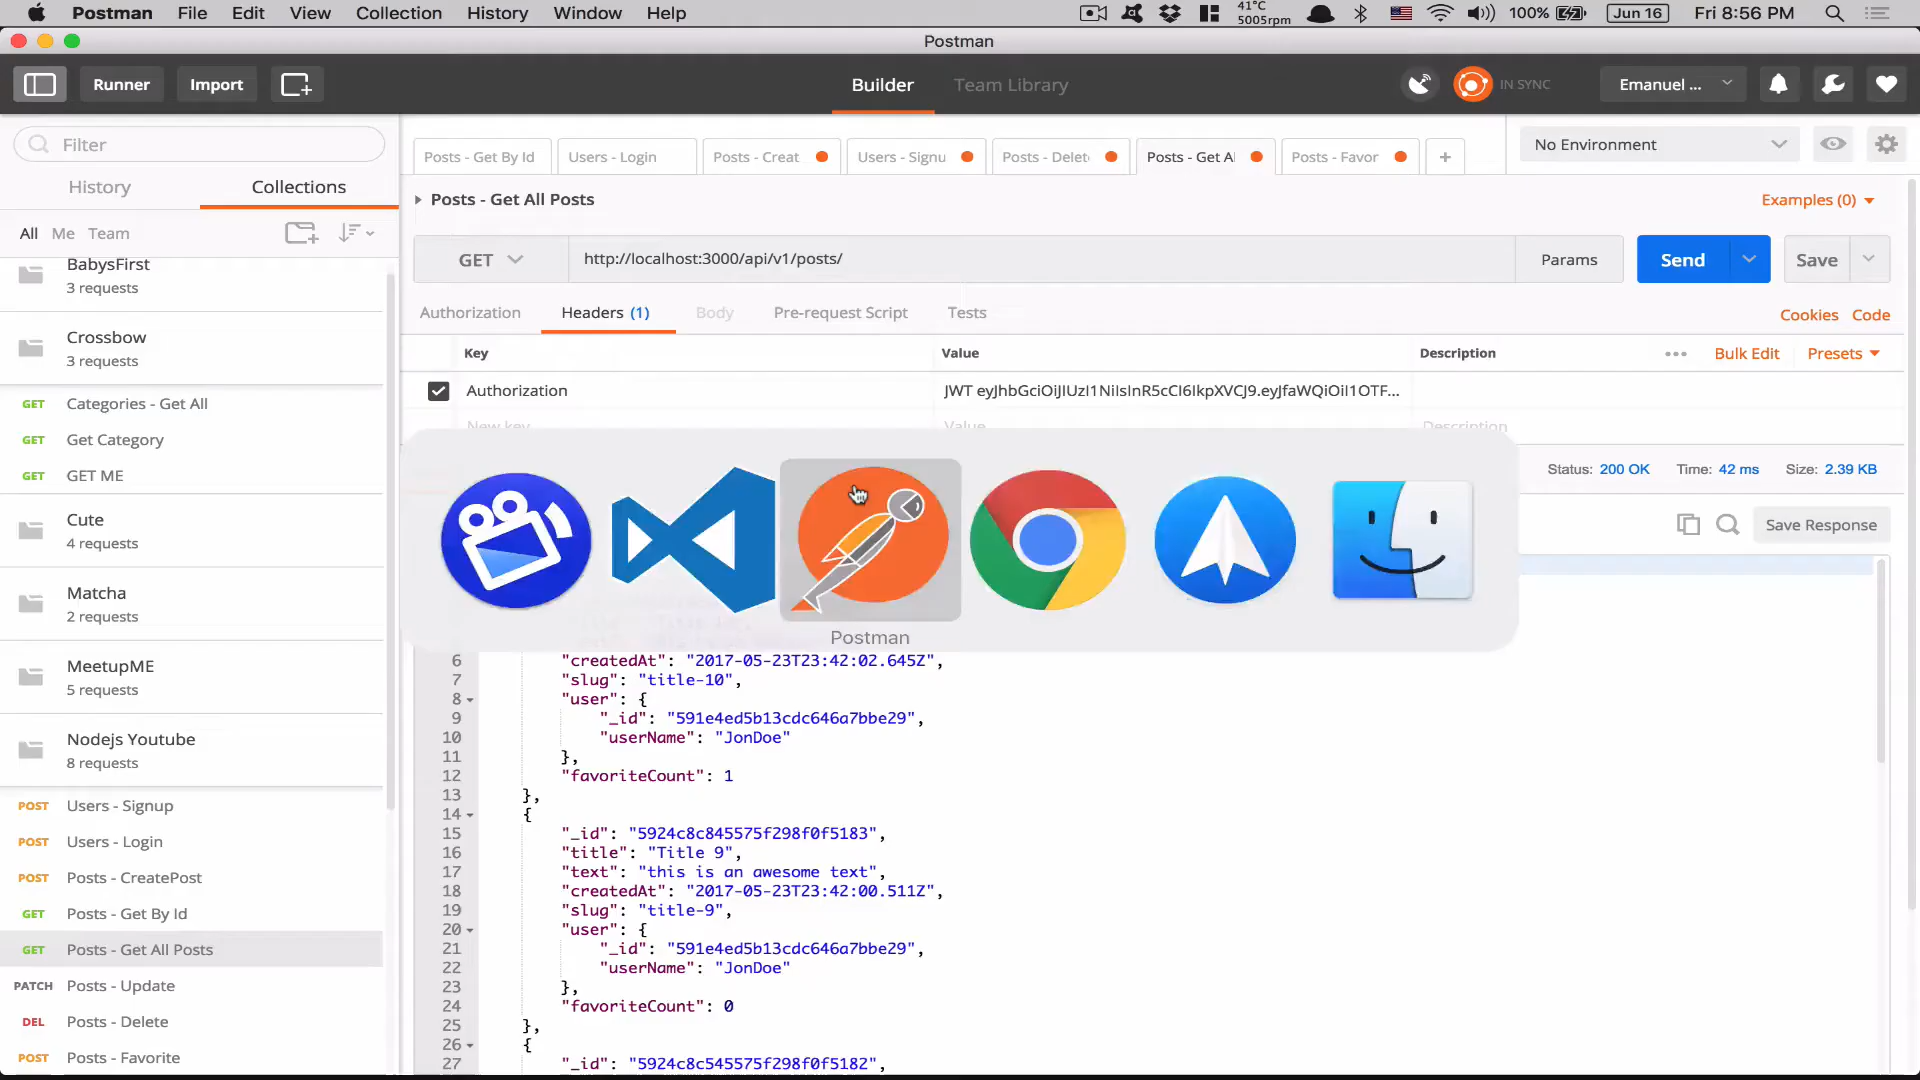 Postman File Edit View Collection History Window Help 41°C 5005rpm 100% Jun 16 Fri 8:56 PM
Postman
Runner Import Builder Team Library IN SYNC Emanuel ...
Filter
Posts - Get By Id Users - Login Posts - Creat Users - Signu Posts - Delet Posts - Get Al Posts - Favor + No Environment
History Collections
Posts - Get All Posts Examples (0)
All Me Team
GET http://localhost:3000/api/v1/posts/ Params Send Save
BabysFirst
3 requests
Crossbow
3 requests
GET Categories - Get All
GET Get Category
GET GET ME
Cute
4 requests
Matcha
2 requests
MeetupME
5 requests
Nodejs Youtube
8 requests
POST Users - Signup
POST Users - Login
POST Posts - CreatePost
GET Posts - Get By Id
GET Posts - Get All Posts
PATCH Posts - Update
DEL Posts - Delete
POST Posts - Favorite
Authorization Headers (1) Body Pre-request Script Tests Cookies Code
Key Value Description ••• Bulk Edit Presets
Authorization
New key Value Description
Status: 200 OK Time: 42 ms Size: 2.39 KB
Save Response
Postman
6 "createdAt": "2017-05-23T23:42:02.645Z",
7 "slug": "title-10",
8 "user": {
9 "_id": "591e4ed5b13cdc646a7bbe29",
10 "userName": "JonDoe"
11 },
12 "favoriteCount": 1
13 },
14 {
15 "_id": "5924c8c845575f298f0f5183",
16 "title": "Title 9",
17 "text": "this is an awesome text",
18 "createdAt": "2017-05-23T23:42:00.511Z",
19 "slug": "title-9",
20 "user": {
21 "_id": "591e4ed5b13cdc646a7bbe29",
22 "userName": "JonDoe"
23 },
24 "favoriteCount": 0
25 },
26 {
27 "_id": "5924c8c545575f298f0f5182",